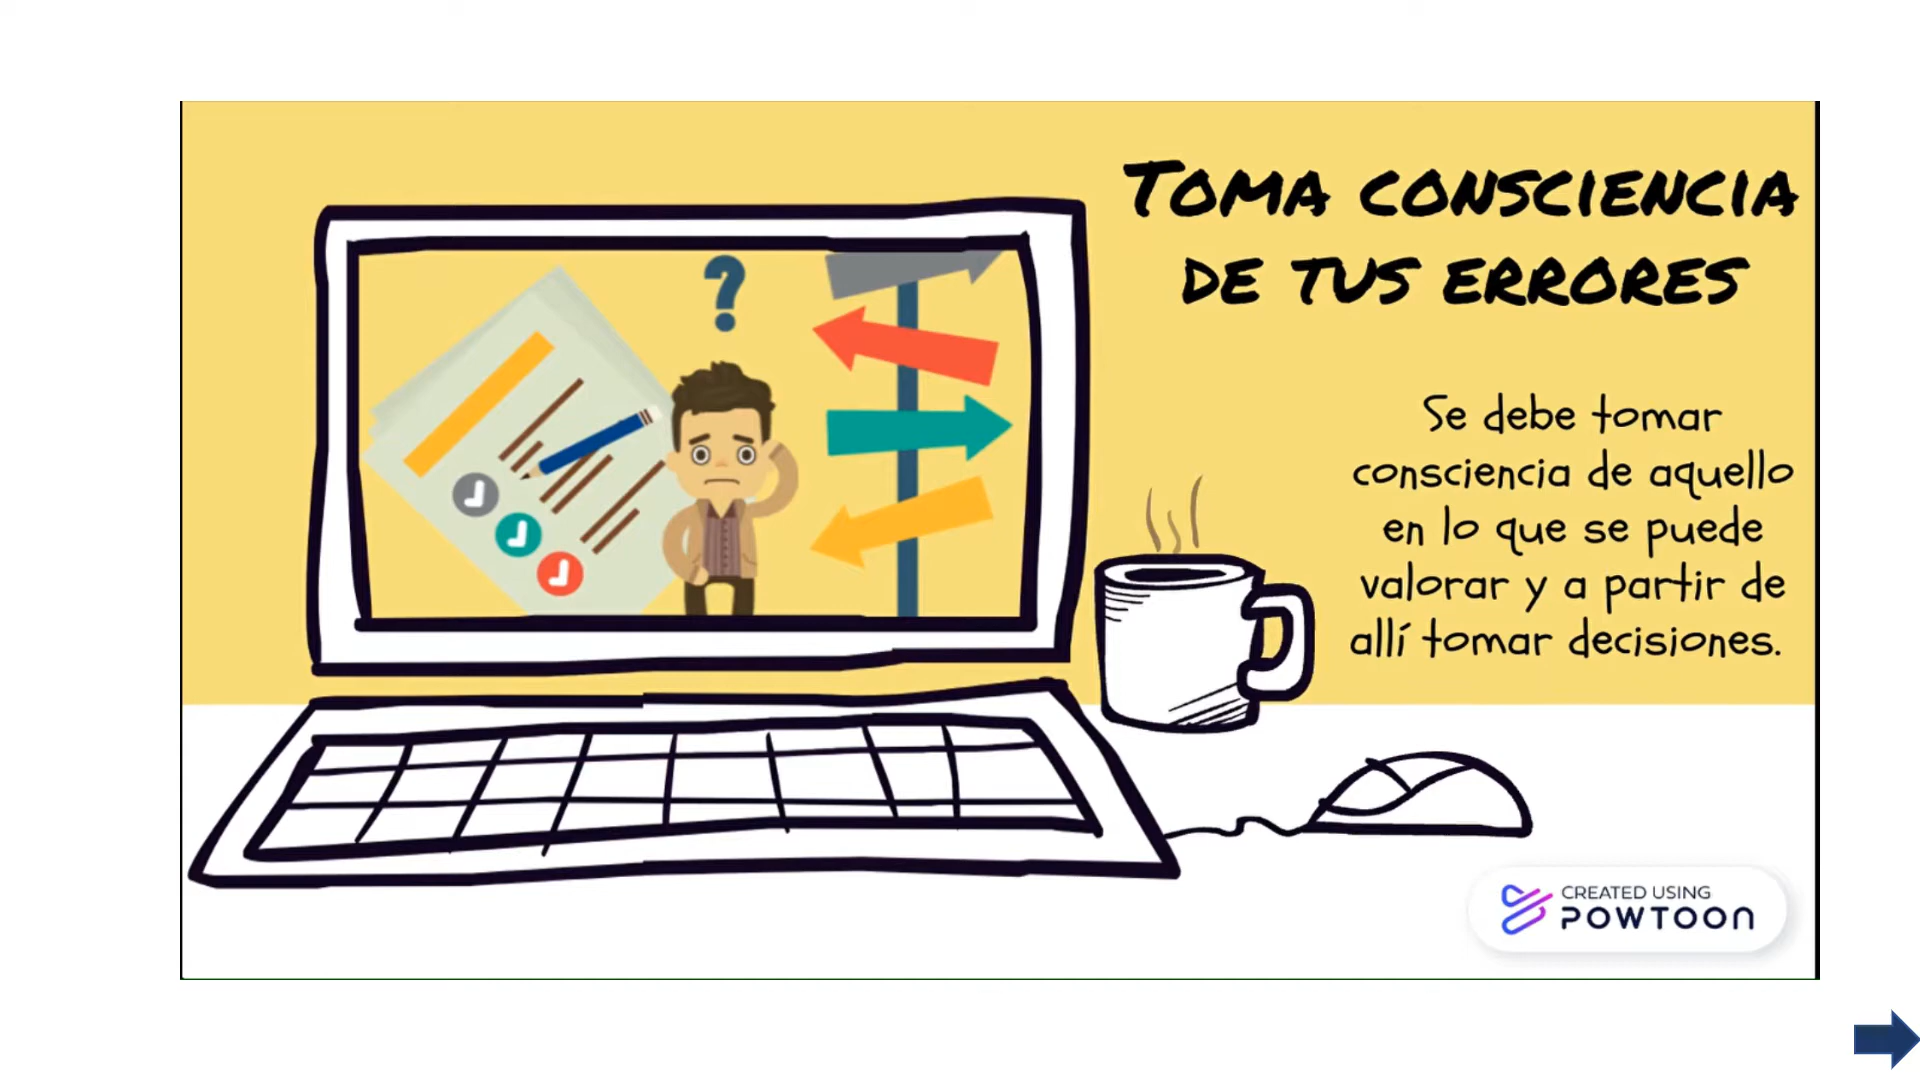 TOMA CONSCIENCIA
DE TUS ERRORES
?
Se debe tomar
consciencia de aquello
en lo que se puede
valorar y a partir de
allí tomar decisiones.
CREATED USING
POWTOON